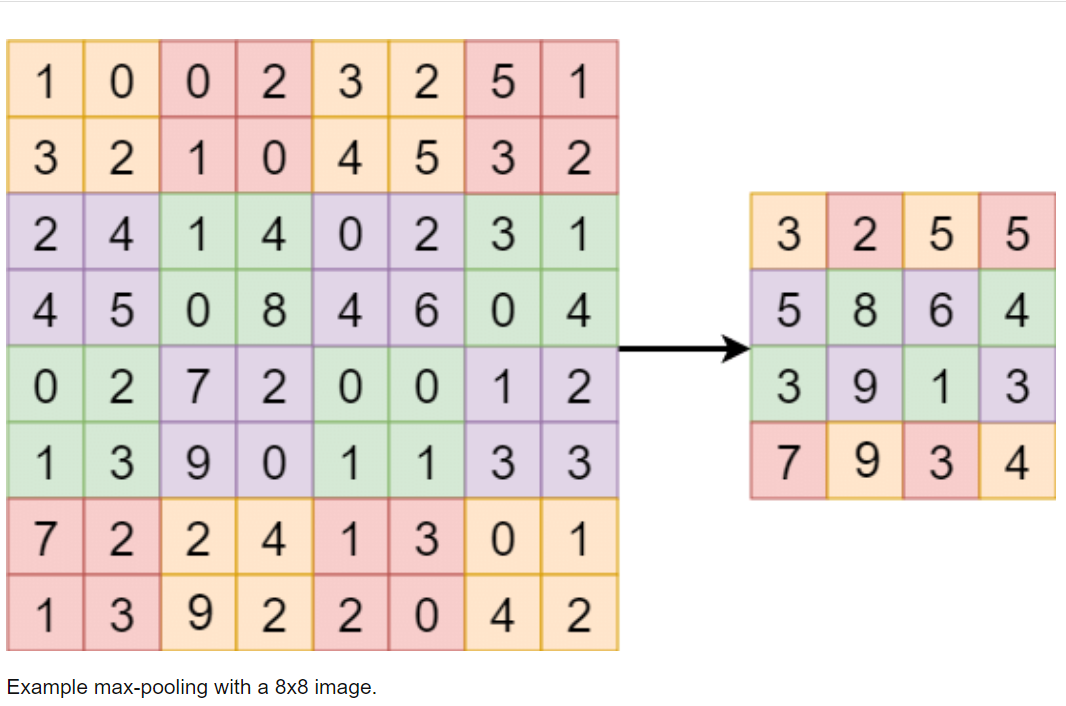 1 0 0 2 3 2 5 1
3 2 1 0 4 5 3 2
2 4 1 4 0 2 3 1
4 5 0 8 4 6 0 4
0 2 7 2 0 0 1 2
1 3 9 0 1 1 3 3
7 2 2 4 1 3 0 1
1 3 9 2 2 0 4 2
3 2 5 5
5 8 6 4
3 9 1 3
7 9 3 4
Example max-pooling with a 8x8 image.